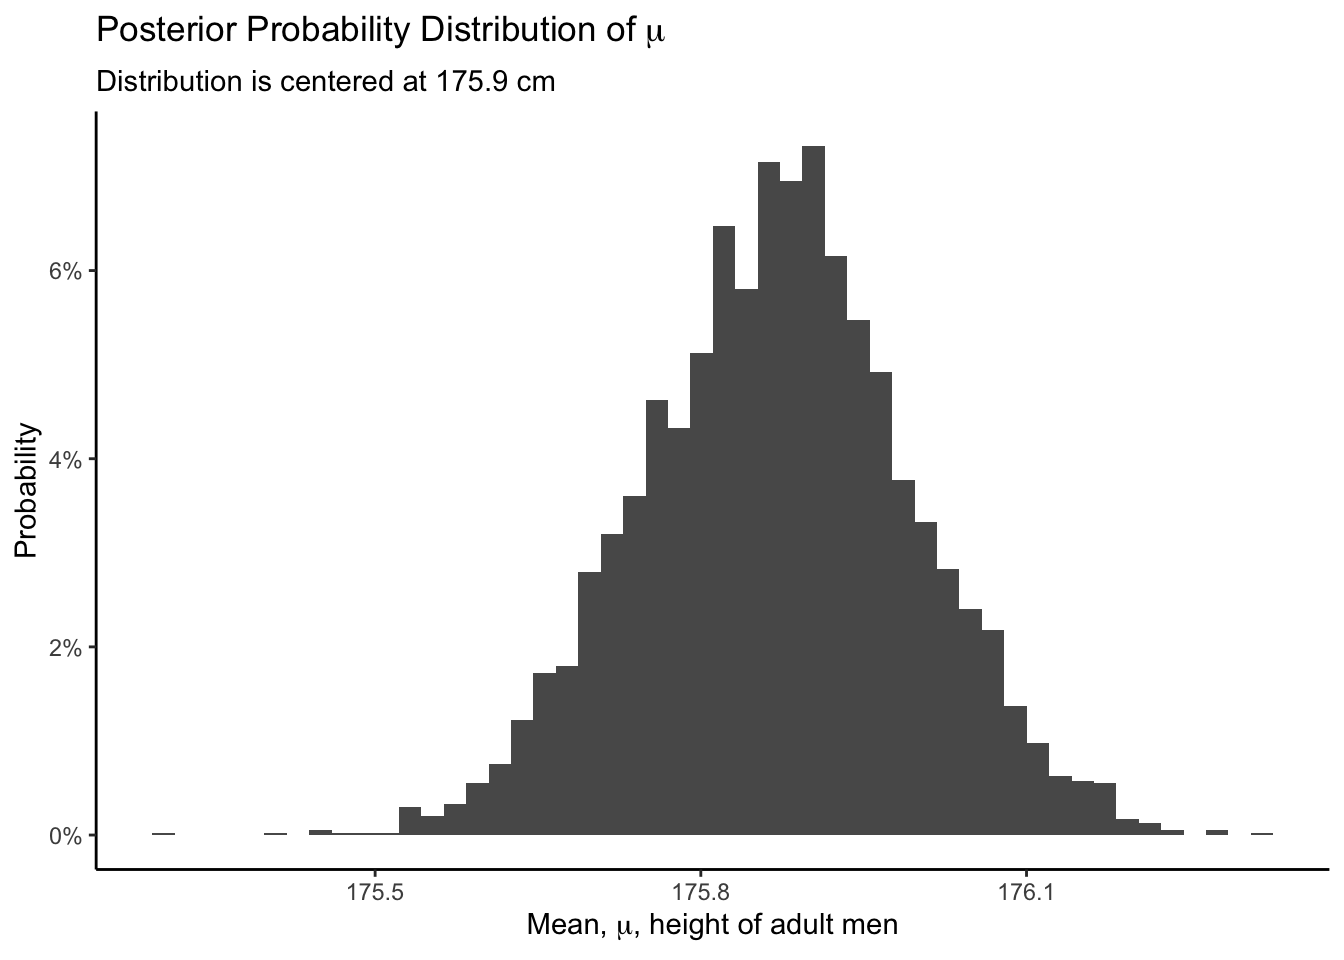 Posterior Probability Distribution of μ
Distribution is centered at 175.9 cm
6%
4%
2%
0%
Probability
175.5 175.8 176.1
Mean, μ, height of adult men